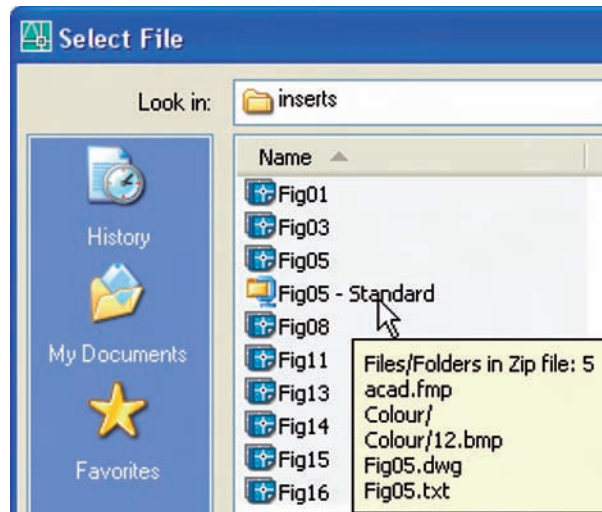 Select File
Look in:
inserts
History
My Documents
Favorites
Name
Fig01
Fig03
Fig05
Fig05 - Standard
Fig08
Fig11
Fig13
Fig14
Fig15
Fig16
Files/Folders in Zip file: 5
acad.fmp
Colour/
Colour/12.bmp
Fig05.dwg
Fig05.txt